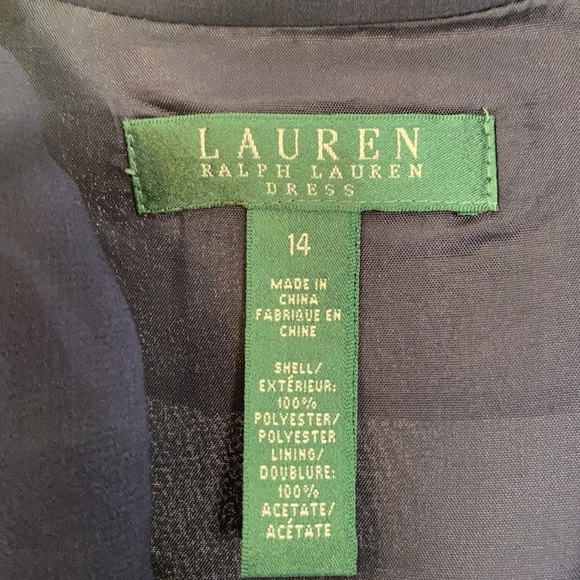 LAUREN
RALPH LAUREN
DRESS
14
MADE IN
CHINA
FABRIQUE EN
CHINE
SHELL/
EXTÉRIEUR:
100%
POLYESTER/
POLYESTER
LINING/
DOUBLURE:
100%
ACETATE/
ACÉTATE